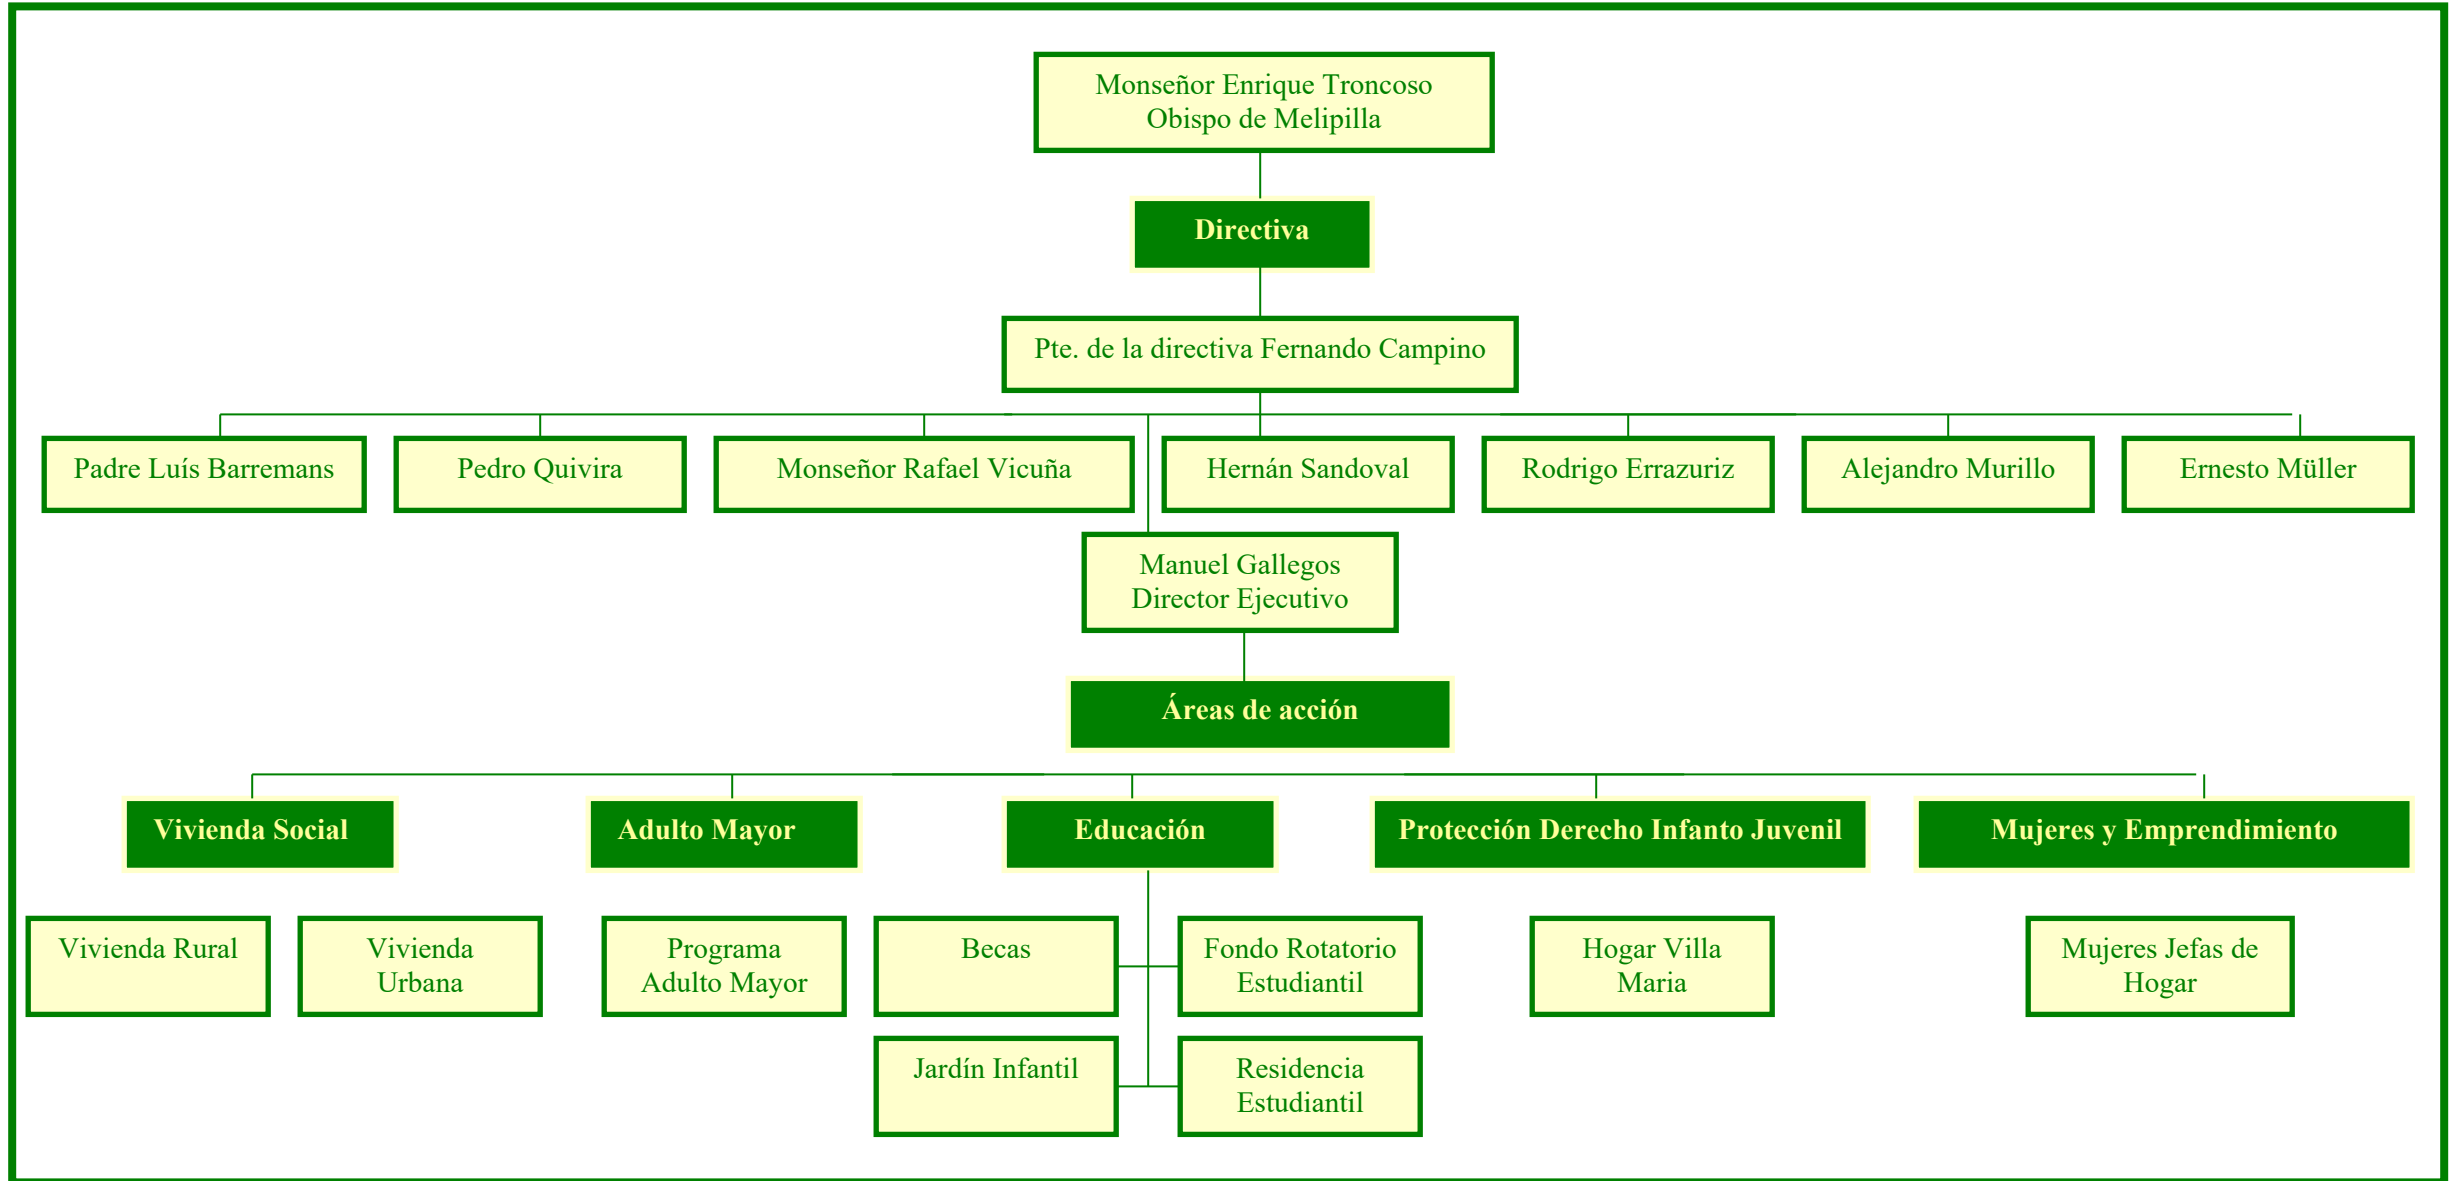 Monseñor Enrique Troncoso
Obispo de Melipilla
Directiva
Pte. de la directiva Fernando Campino
Padre Luís Barremans
Pedro Quivira
Monseñor Rafael Vicuña
Hernán Sandoval
Rodrigo Errazuriz
Alejandro Murillo
Ernesto Müller
Manuel Gallegos
Director Ejecutivo
Áreas de acción
Vivienda Social
Adulto Mayor
Educación
Protección Derecho Infanto Juvenil
Mujeres y Emprendimiento
Vivienda Rural
Vivienda
Urbana
Programa
Adulto Mayor
Becas
Fondo Rotatorio
Estudiantil
Hogar Villa
Maria
Mujeres Jefas de
Hogar
Jardín Infantil
Residencia
Estudiantil